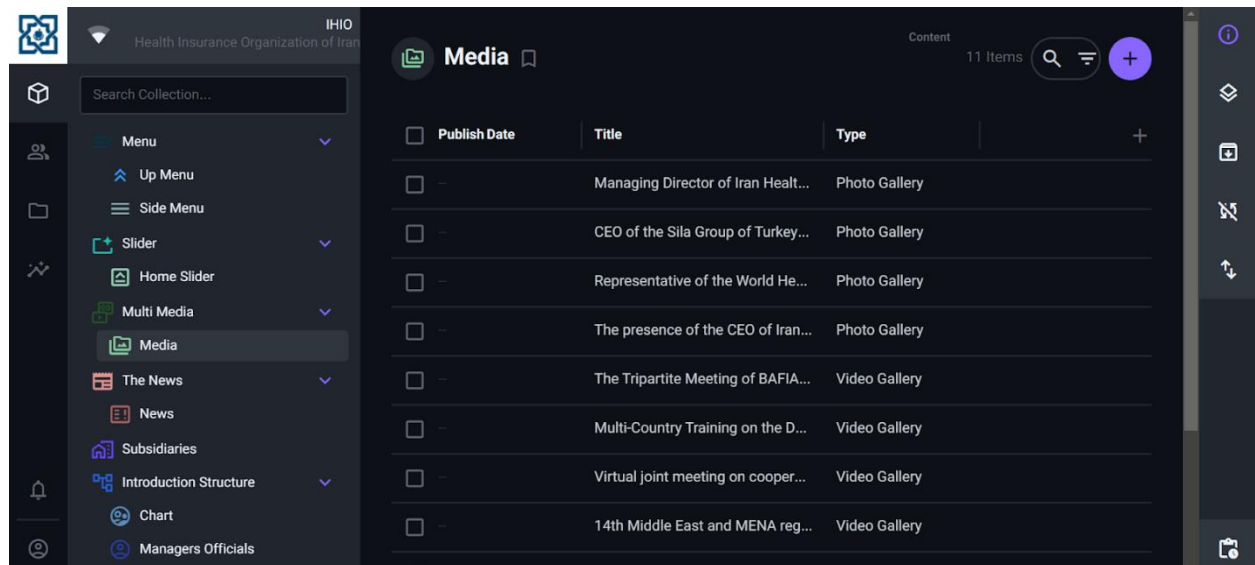 IHIO
Health Insurance Organization of Iran
Search Collection...
Menu
Up Menu
Side Menu
Slider
Home Slider
Multi Media
Media
The News
News
Subsidiaries
Introduction Structure
Chart
Managers Officials
Content
Media
11 Items
Publish Date Title Type
-- Managing Director of Iran Healt... Photo Gallery
-- CEO of the Sila Group of Turkey... Photo Gallery
-- Representative of the World He... Photo Gallery
-- The presence of the CEO of Iran... Photo Gallery
-- The Tripartite Meeting of BAFIA... Video Gallery
-- Multi-Country Training on the D... Video Gallery
-- Virtual joint meeting on cooper... Video Gallery
-- 14th Middle East and MENA reg... Video Gallery